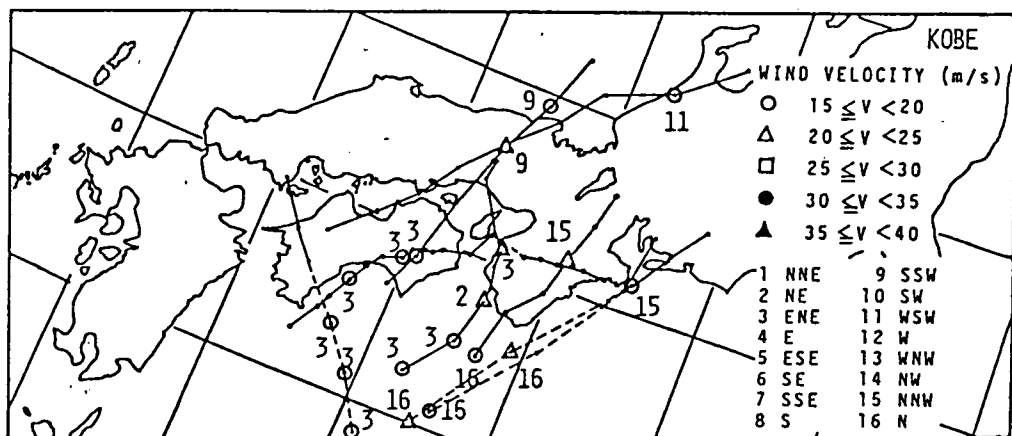 KOBE
WIND VELOCITY (m/s)
○ 15 ≦V <20
△ 20 ≦V <25
□ 25 ≦V <30
● 30 ≦V <35
▲ 35 ≦V <40
1 NNE 9 SSW
2 NE 10 SW
3 ENE 11 WSW
4 E 12 W
5 ESE 13 WNW
6 SE 14 NW
7 SSE 15 NNW
8 S 16 N
9
11
9
15
3 3
3
3
2
15
3 3
3 3
16 16
16 16
3